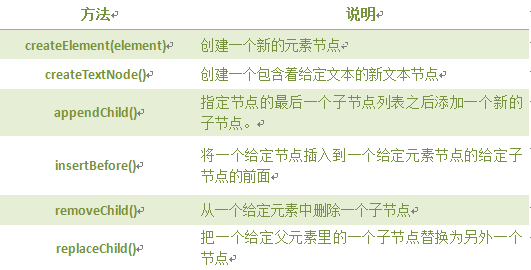 方法 说明
createElement(element) 创建一个新的元素节点
createTextNode() 创建一个包含着给定文本的新文本节点
appendChild() 指定节点的最后一个子节点列表之后添加一个新的
子节点。
insertBefore() 将一个给定节点插入到一个给定元素节点的给定子
节点的前面
removeChild() 从一个给定元素中删除一个子节点
replaceChild() 把一个给定父元素里的一个子节点替换为另外一个
节点